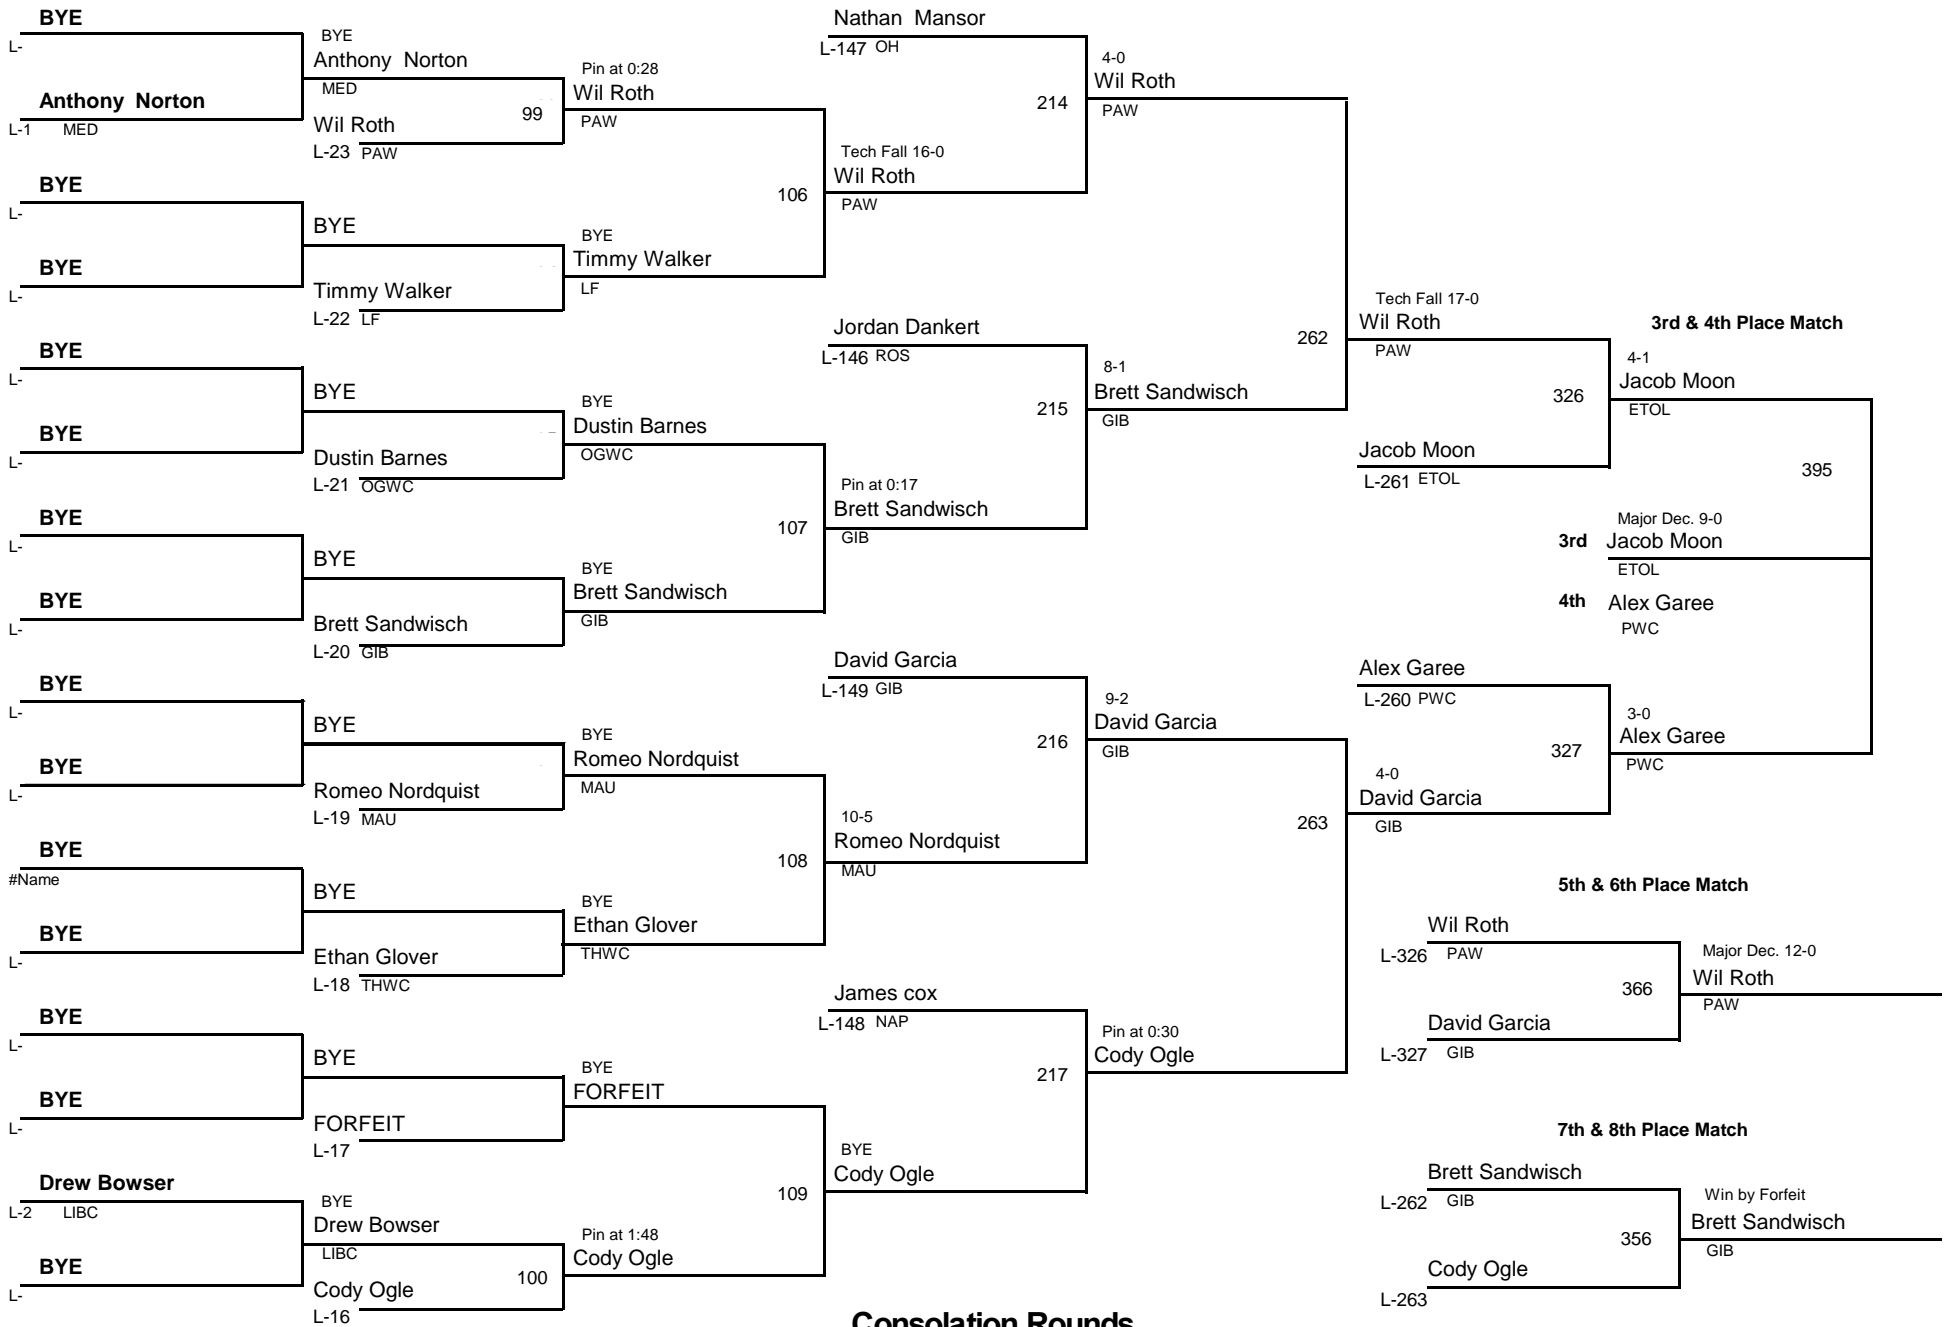 BYE
L-
Anthony Norton
L-1 MED
BYE
L-
BYE
L-
BYE
L-
BYE
L-
BYE
L-
BYE
L-
BYE
L-
BYE
L-
BYE
#Name
BYE
L-
BYE
L-
BYE
L-
Drew Bowser
L-2 LIBC
BYE
L-
BYE
Anthony Norton
MED
99
Wil Roth
L-23 PAW
BYE
Timmy Walker
L-22 LF
BYE
Dustin Barnes
L-21 OGWC
BYE
Brett Sandwisch
L-20 GIB
BYE
Romeo Nordquist
L-19 MAU
BYE
Ethan Glover
L-18 THWC
BYE
FORFEIT
L-17
BYE
Drew Bowser
LIBC
100
Cody Ogle
L-16
Pin at 0:28
Wil Roth
PAW
106
BYE
Timmy Walker
LF
BYE
Dustin Barnes
OGWC
107
BYE
Brett Sandwisch
GIB
BYE
Romeo Nordquist
MAU
108
BYE
Ethan Glover
THWC
BYE
FORFEIT
109
Pin at 1:48
Cody Ogle
Nathan Mansor
L-147 OH
214
Tech Fall 16-0
Wil Roth
PAW
Jordan Dankert
L-146 ROS
215
Pin at 0:17
Brett Sandwisch
GIB
David Garcia
L-149 GIB
216
10-5
Romeo Nordquist
MAU
James cox
L-148 NAP
217
BYE
Cody Ogle
4-0
Wil Roth
PAW
262
8-1
Brett Sandwisch
GIB
9-2
David Garcia
GIB
263
Pin at 0:30
Cody Ogle
Tech Fall 17-0
Wil Roth
PAW
326
Jacob Moon
L-261 ETOL
Alex Garee
L-260 PWC
327
4-0
David Garcia
GIB
3rd & 4th Place Match
4-1
Jacob Moon
ETOL
395
Major Dec. 9-0
3rd Jacob Moon
ETOL
4th Alex Garee
PWC
3-0
Alex Garee
PWC
5th & 6th Place Match
Wil Roth
L-326 PAW
366
David Garcia
L-327 GIB
Major Dec. 12-0
Wil Roth
PAW
7th & 8th Place Match
Brett Sandwisch
L-262 GIB
356
Cody Ogle
L-263
Win by Forfeit
Brett Sandwisch
GIB
Consolation Rounds